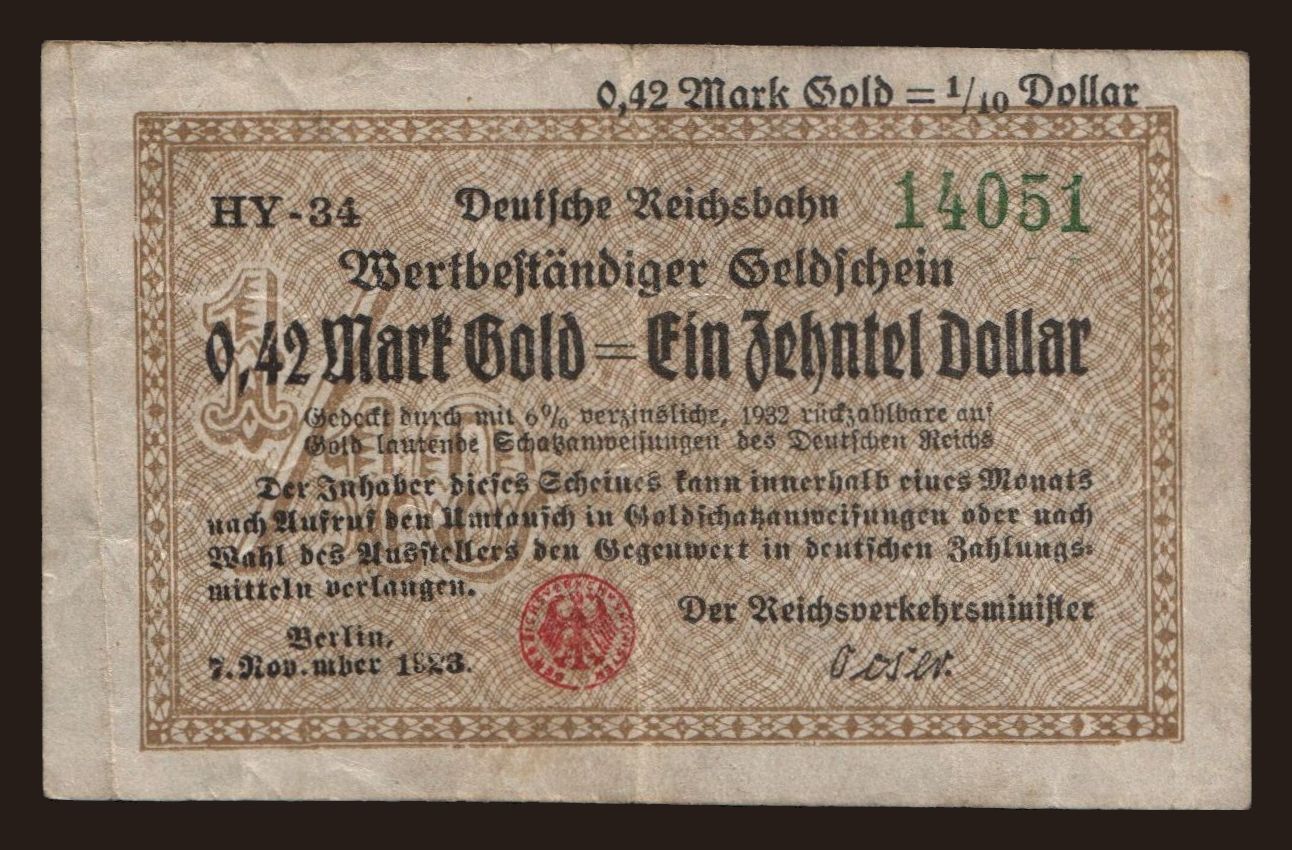 0,42 Mark Gold = 1/10 Dollar
HY-34 Deutsche Reichsbahn 14051
Wertbeständiger Geldschein
1/10
0,42 Mark Gold = Ein Zehntel Dollar
Gedeckt durch mit 6% verzinsliche, 1932 rückzahlbare auf
Gold lautende Schatzanweisungen des Deutschen Reichs
Der Inhaber dieses Scheines kann innerhalb eines Monats
nach Aufruf den Umtausch in Goldschatzanweisungen oder nach
Wahl des Ausstellers den Gegenwert in deutschen Zahlungs-
mitteln verlangen.
Berlin,
7. November 1923.
Der Reichsverkehrsminister
Oeser.